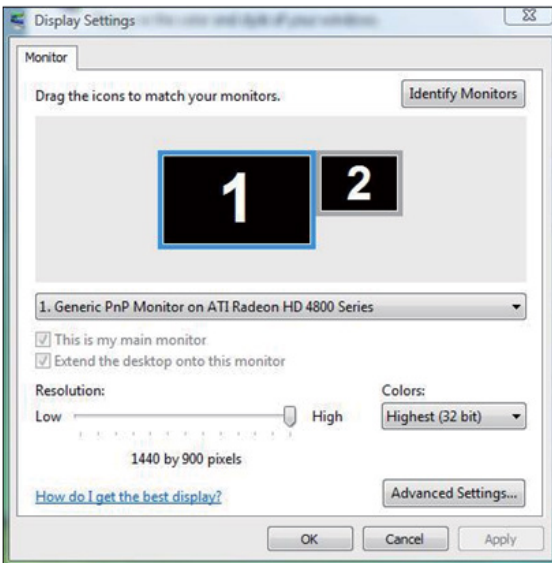 Display Settings
Monitor
Drag the icons to match your monitors.
Identify Monitors
1
2
1. Generic PnP Monitor on ATI Radeon HD 4800 Series
This is my main monitor
Extend the desktop onto this monitor
Resolution:
Colors:
Low
High
Highest (32 bit)
1440 by 900 pixels
How do I get the best display?
Advanced Settings...
OK
Cancel
Apply